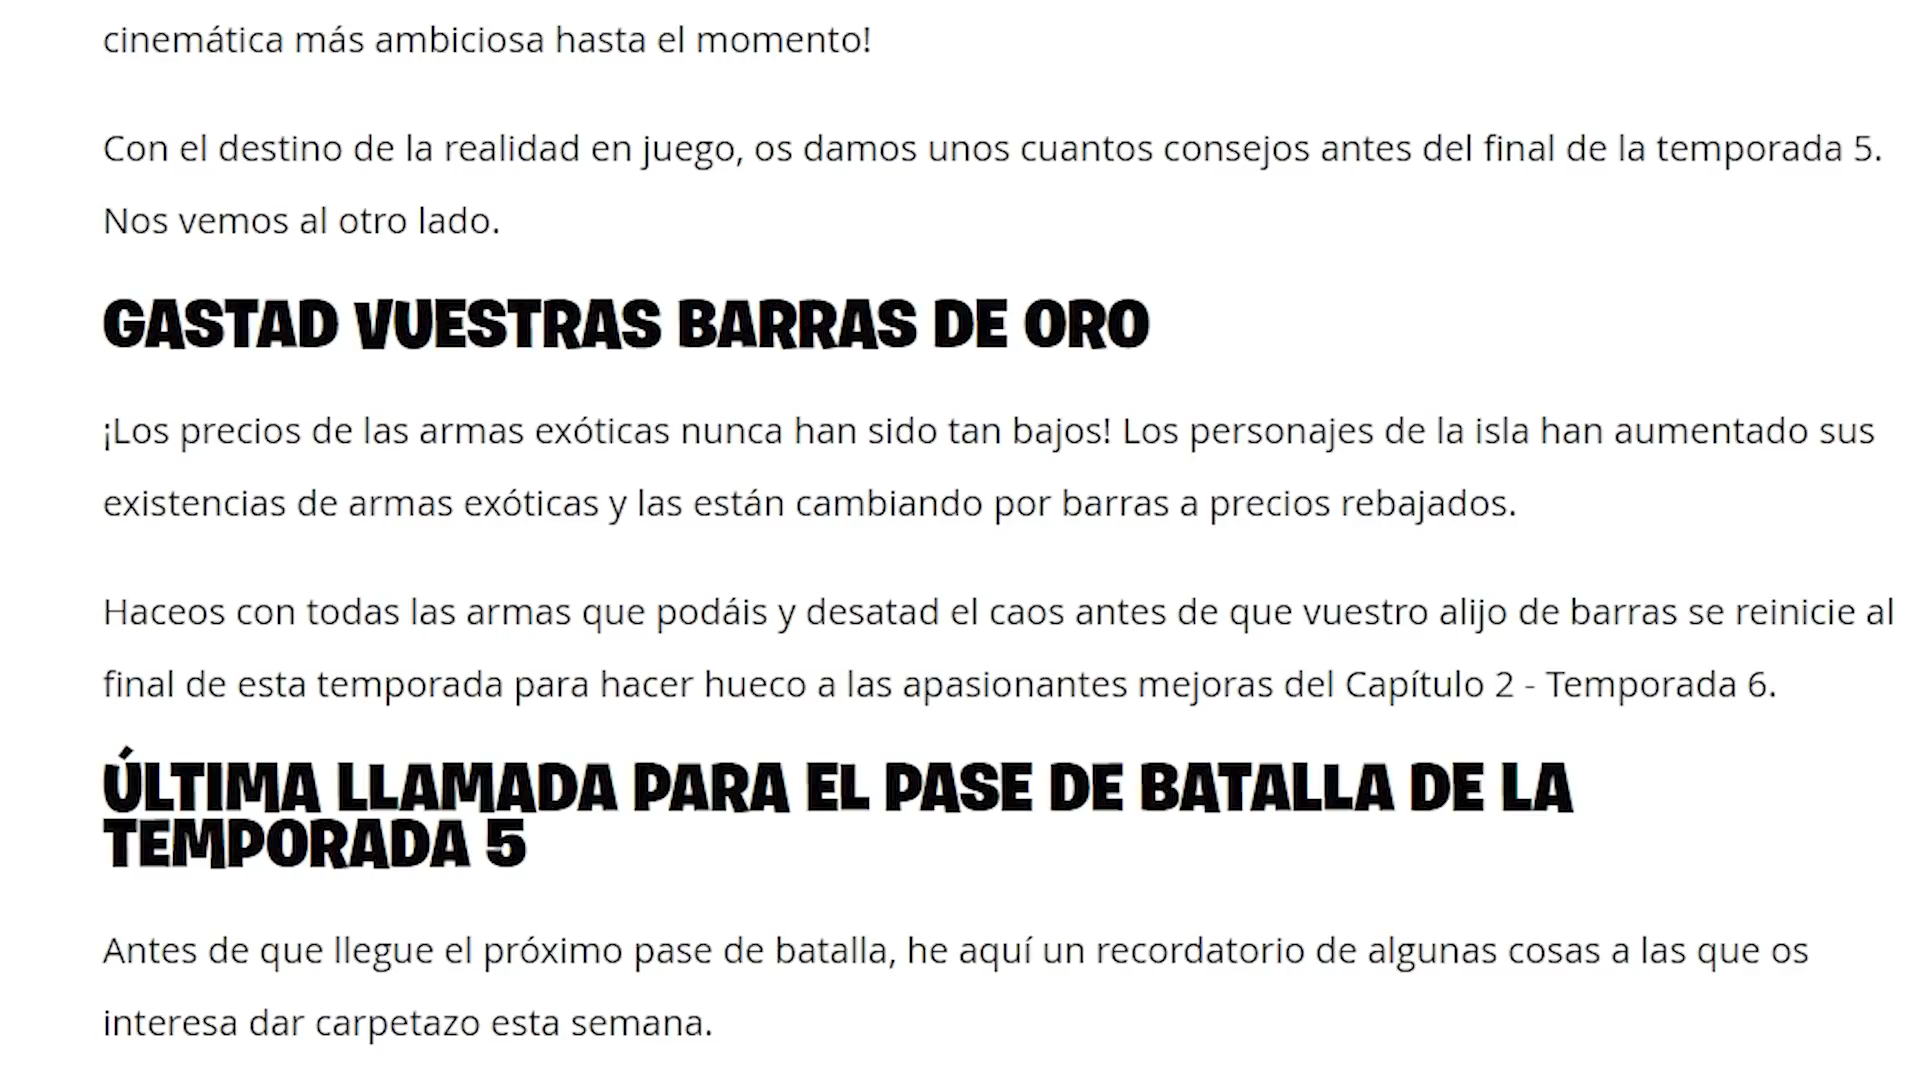 cinemática más ambiciosa hasta el momento!
Con el destino de la realidad en juego, os damos unos cuantos consejos antes del final de la temporada 5.
Nos vemos al otro lado.
GASTAD VUESTRAS BARRAS DE ORO
¡Los precios de las armas exóticas nunca han sido tan bajos! Los personajes de la isla han aumentado sus
existencias de armas exóticas y las están cambiando por barras a precios rebajados.
Haceos con todas las armas que podáis y desatad el caos antes de que vuestro alijo de barras se reinicie al
final de esta temporada para hacer hueco a las apasionantes mejoras del Capítulo 2 - Temporada 6.
ÚLTIMA LLAMADA PARA EL PASE DE BATALLA DE LA
TEMPORADA 5
Antes de que llegue el próximo pase de batalla, he aquí un recordatorio de algunas cosas a las que os
interesa dar carpetazo esta semana.